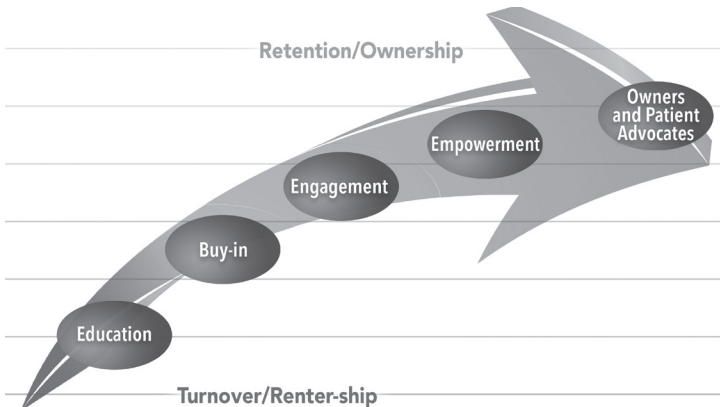 Retention/Ownership
Owners
and Patient
Advocates
Empowerment
Engagement
Buy-in
Education
Turnover/Renter-ship